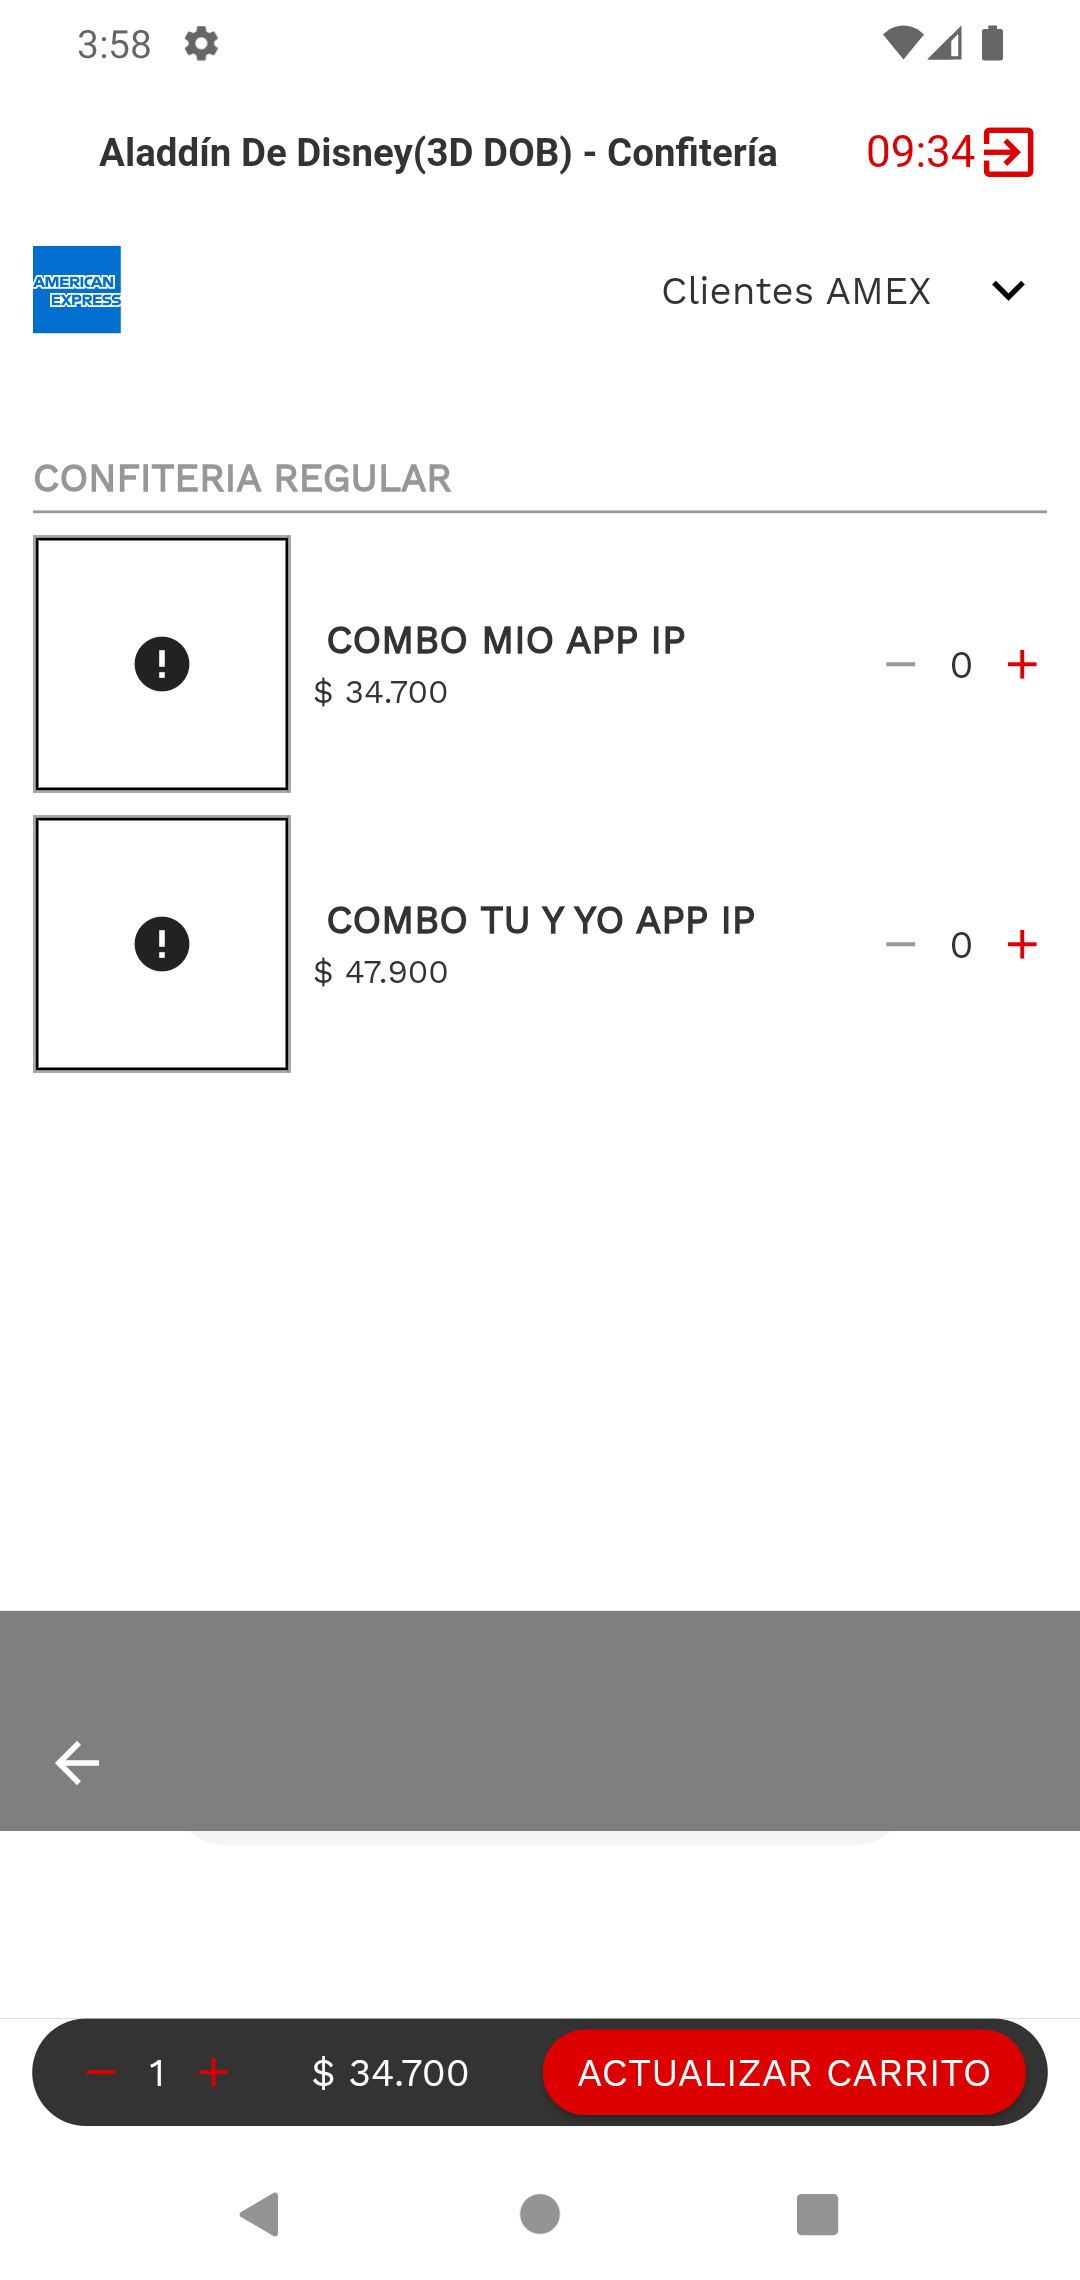 3:58
Aladdín De Disney(3D DOB) - Confitería
09:34
AMERICAN
EXPRESS
Clientes AMEX
CONFITERIA REGULAR
COMBO MIO APP IP
$ 34.700
0
COMBO TU Y YO APP IP
$ 47.900
0
1
$ 34.700
ACTUALIZAR CARRITO